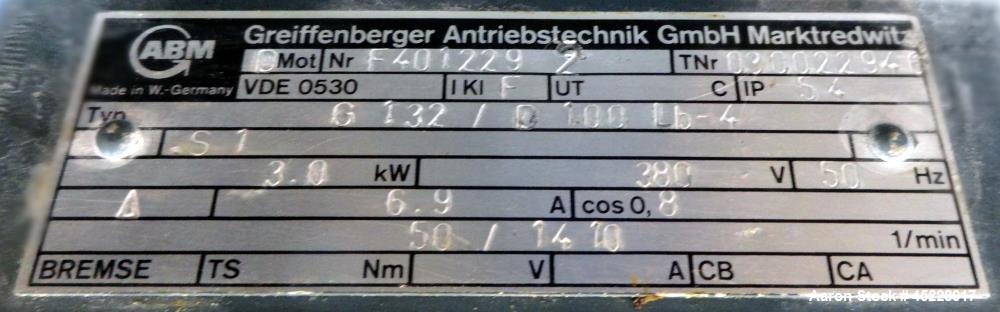 ABM
Greiffenberger Antriebstechnik GmbH Marktredwitz
D Mot Nr F401229 2 TNr
Made in W.-Germany
VDE 0530 I Kl F UT C IP 54
Typ G 132 / D 100 Lb-4
S1
3.0 kW 380 V 50 Hz
Δ 6.9 A cos 0,8
50 / 1410 1/min
BREMSE TS Nm V A CB CA
Aaron Stock #